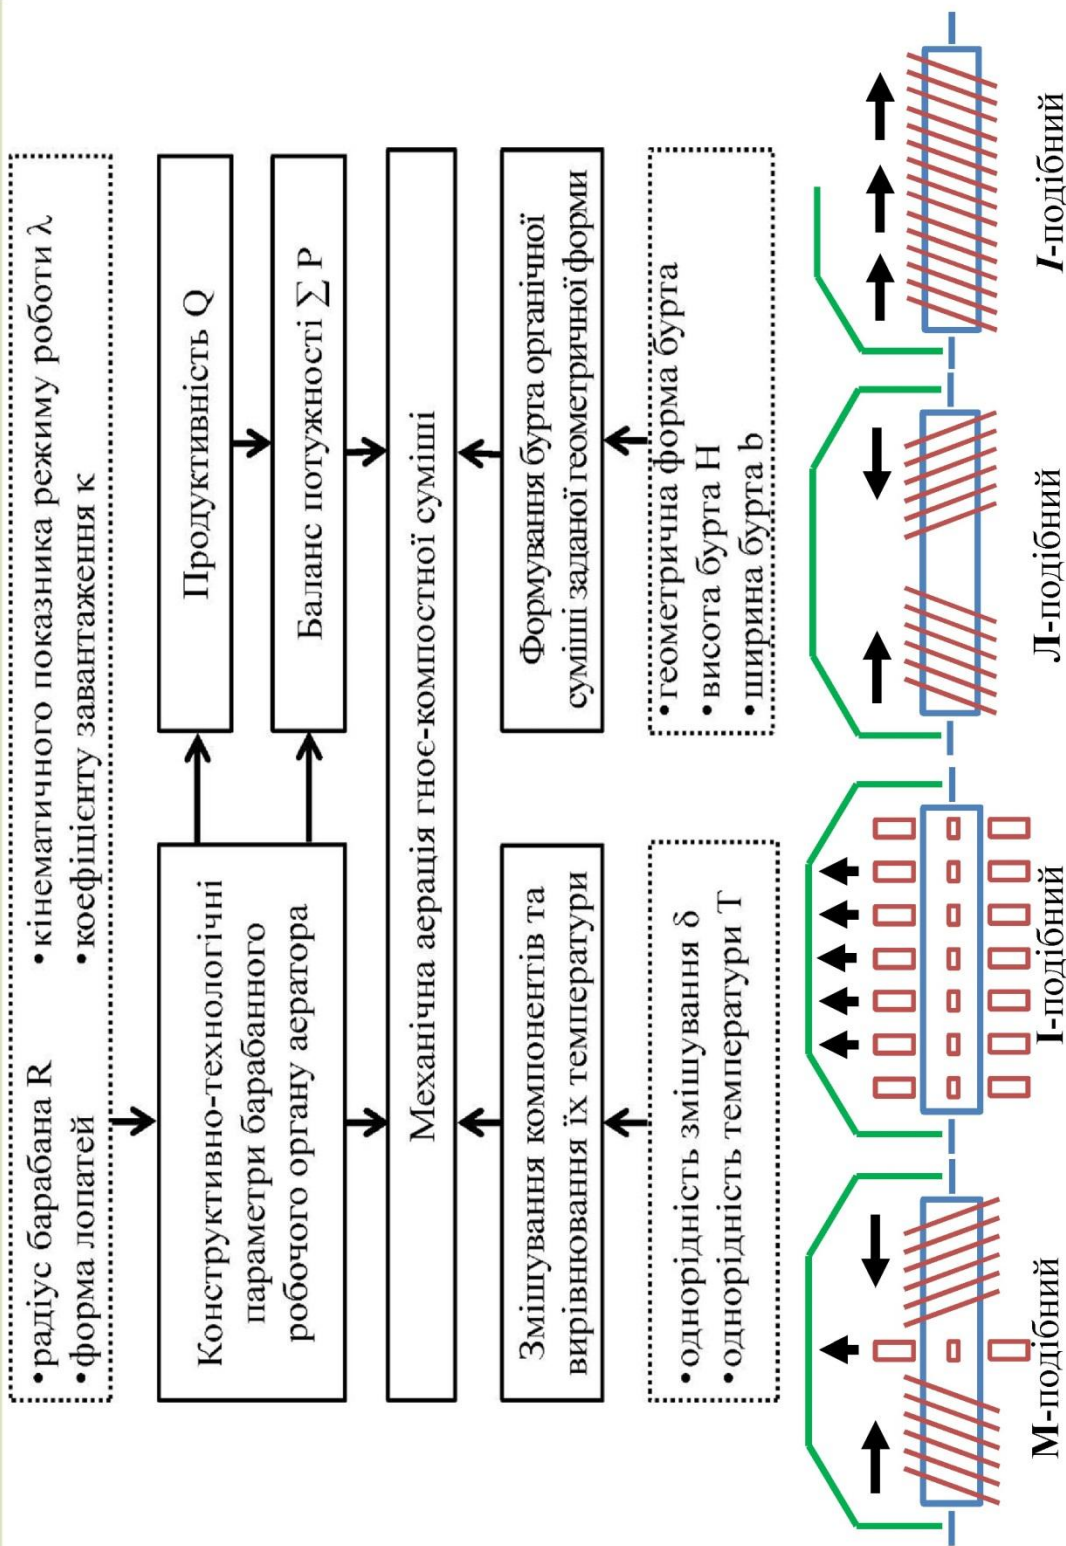 •радіус барабана R
•форма лопатей
•кінематичного показника режиму роботи λ
•коефіцієнту завантаження κ
Конструктивно-технологічні
параметри барабанного
робочого органу аератора
Продуктивність Q
Баланс потужності ∑ P
Механічна аерація гноє-компостної суміші
Змішування компонентів та
вирівнювання їх температури
Формування бурта органічної
суміші заданої геометричної форми
•однорідність змішування δ
•однорідність температури T
•геометрична форма бурта
•висота бурта H
•ширина бурта b
М-подібний
І-подібний
Л-подібний
I-подібний